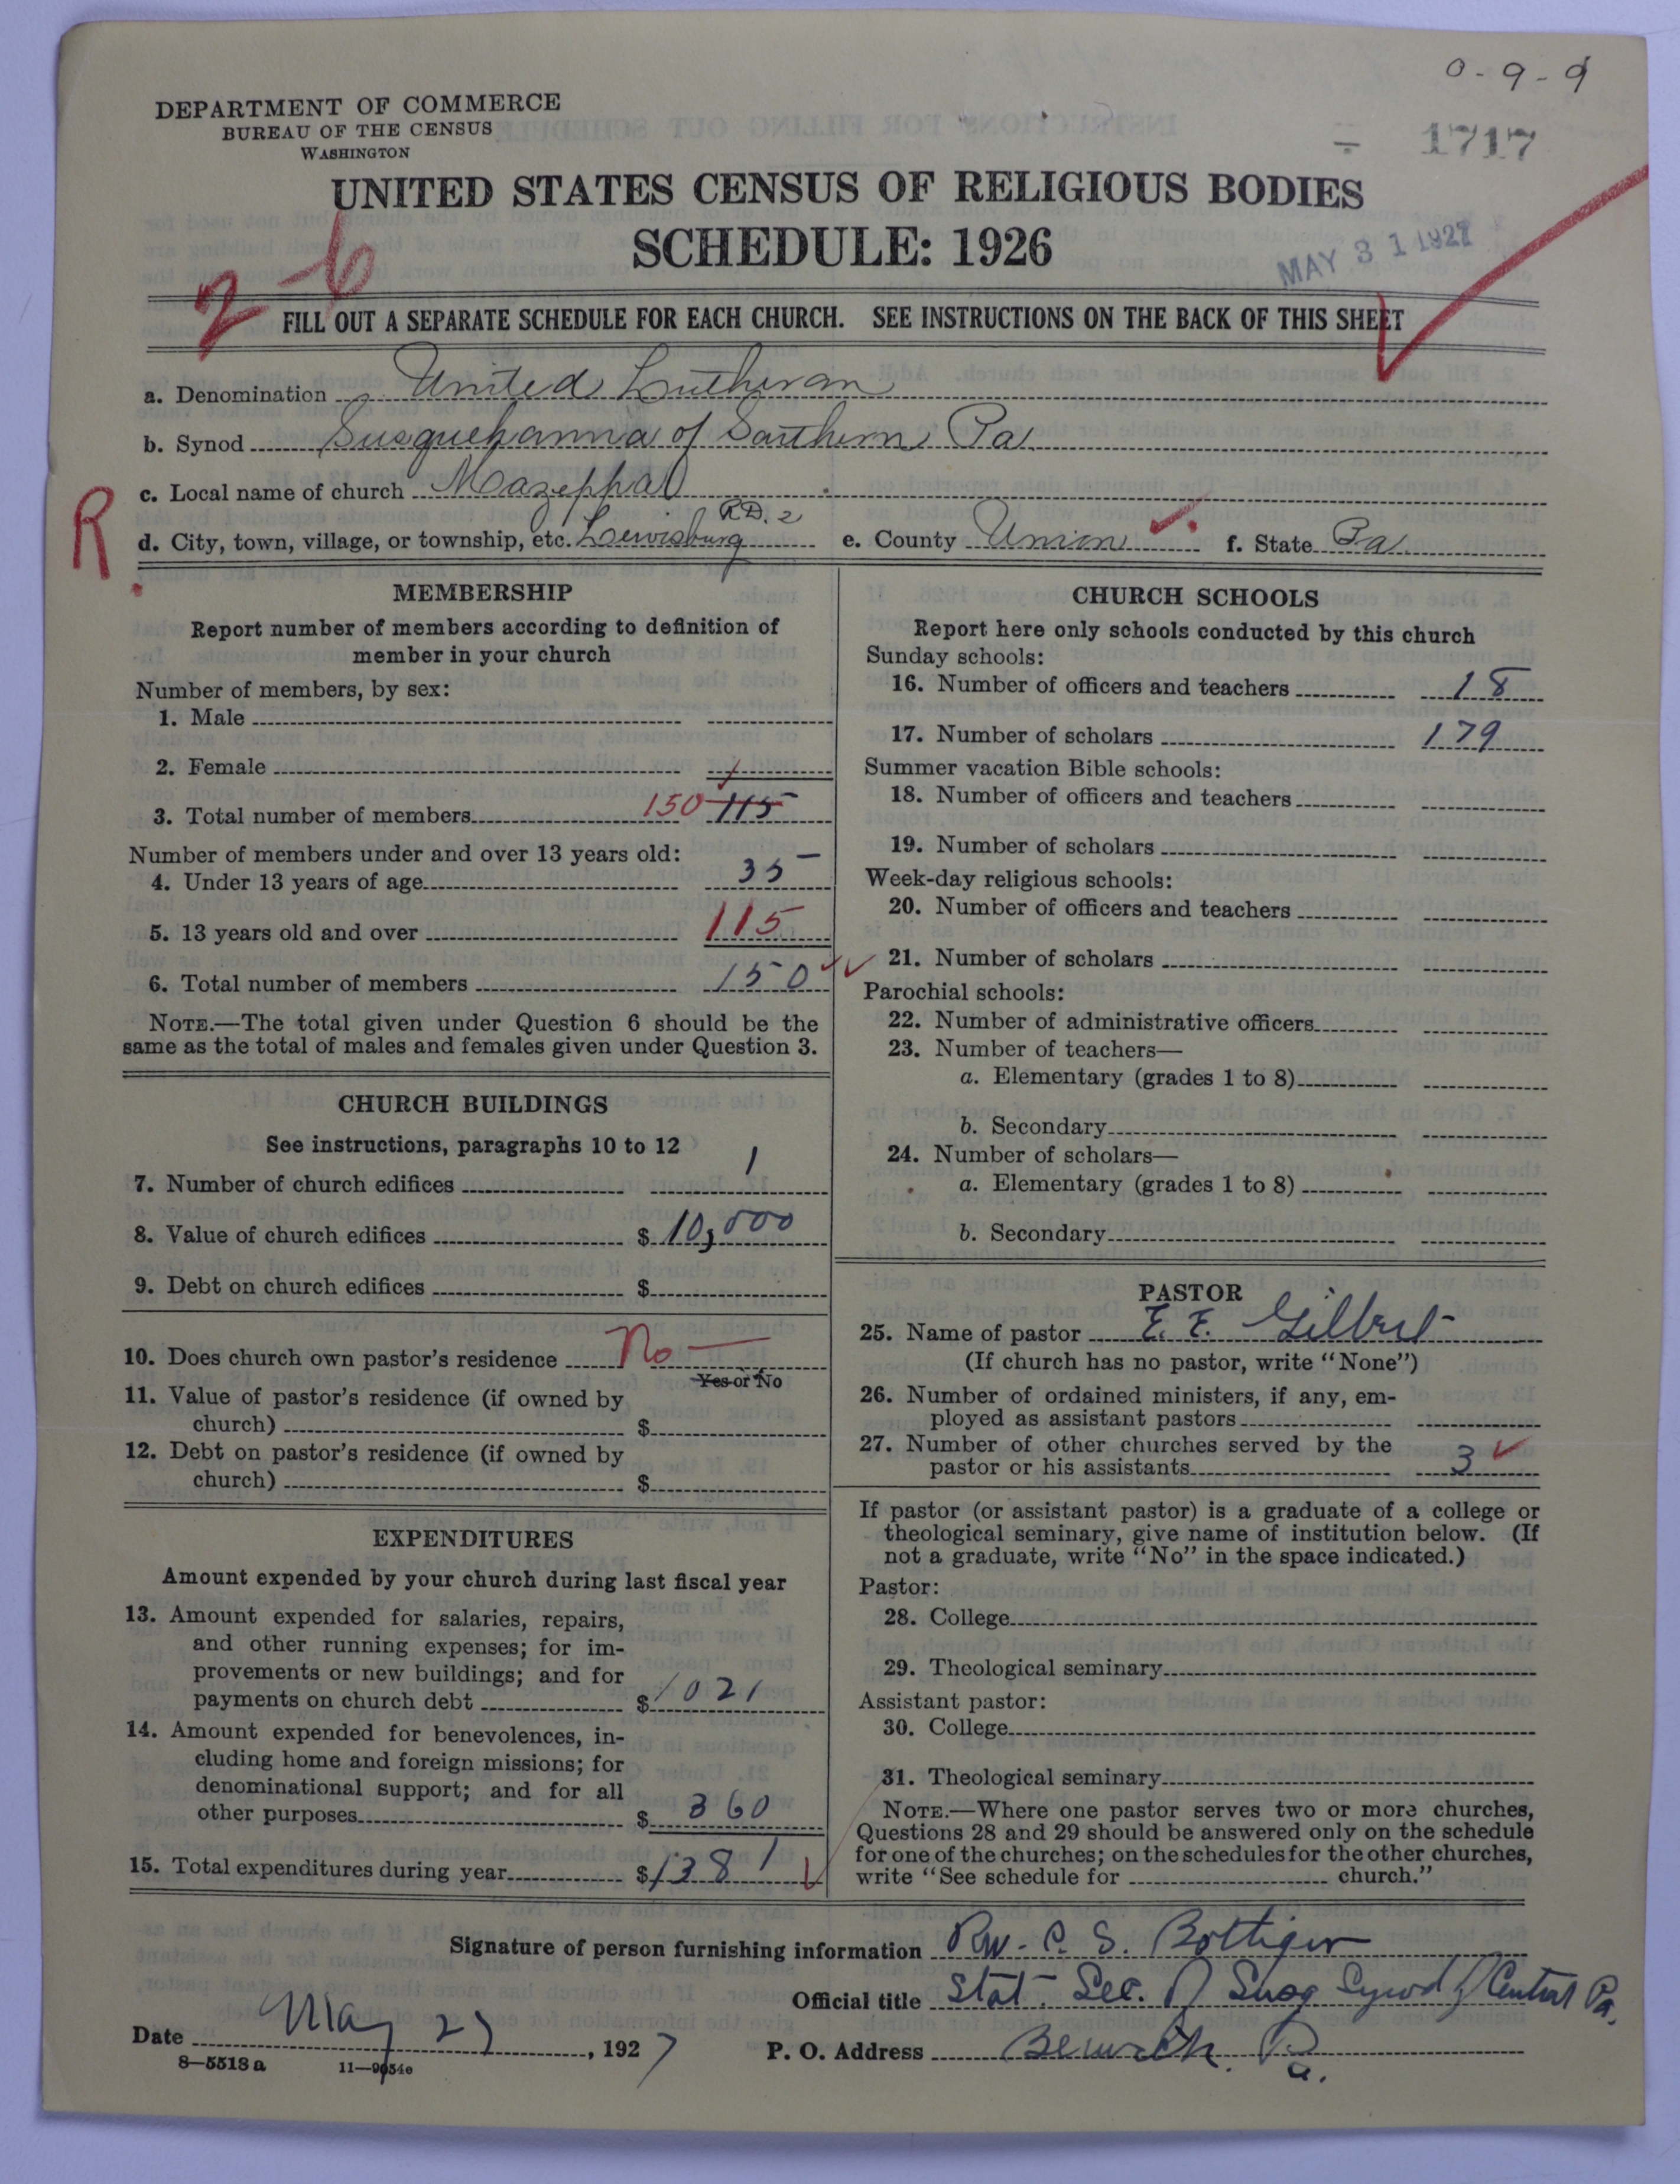 0-9-9
DEPARTMENT OF COMMERCE
BUREAU OF THE CENSUS
WASHINGTON
1717
UNITED STATES CENSUS OF RELIGIOUS BODIES
SCHEDULE: 1926
MAY 31 1927
2-6
FILL OUT A SEPARATE SCHEDULE FOR EACH CHURCH. SEE INSTRUCTIONS ON THE BACK OF THIS SHEET
a. Denomination United Lutheran
b. Synod Susquehanna of Southern Pa.
c. Local name of church Mazeppa
R.
d. City, town, village, or township, etc. Lewisburg R.D. 2 e. County Union f. State Pa.
MEMBERSHIP
Report number of members according to definition of
member in your church
Number of members, by sex:
1. Male
2. Female
3. Total number of members 150 115
Number of members under and over 13 years old:
4. Under 13 years of age 35
5. 13 years old and over 115
6. Total number of members 150
NOTE.—The total given under Question 6 should be the
same as the total of males and females given under Question 3.
CHURCH BUILDINGS
See instructions, paragraphs 10 to 12
7. Number of church edifices 1
8. Value of church edifices $ 10,000
9. Debt on church edifices $
10. Does church own pastor's residence No
Yes or No
11. Value of pastor's residence (if owned by
church) $
12. Debt on pastor's residence (if owned by
church) $
EXPENDITURES
Amount expended by your church during last fiscal year
13. Amount expended for salaries, repairs,
and other running expenses; for im-
provements or new buildings; and for
payments on church debt $ 1021
14. Amount expended for benevolences, in-
cluding home and foreign missions; for
denominational support; and for all
other purposes $ 360
15. Total expenditures during year $ 1381
CHURCH SCHOOLS
Report here only schools conducted by this church
Sunday schools:
16. Number of officers and teachers 18
17. Number of scholars 179
Summer vacation Bible schools:
18. Number of officers and teachers
19. Number of scholars
Week-day religious schools:
20. Number of officers and teachers
21. Number of scholars
Parochial schools:
22. Number of administrative officers
23. Number of teachers—
a. Elementary (grades 1 to 8)
b. Secondary
24. Number of scholars—
a. Elementary (grades 1 to 8)
b. Secondary
PASTOR
25. Name of pastor E. E. Gilbert
(If church has no pastor, write "None")
26. Number of ordained ministers, if any, em-
ployed as assistant pastors
27. Number of other churches served by the
pastor or his assistants 3
If pastor (or assistant pastor) is a graduate of a college or
theological seminary, give name of institution below. (If
not a graduate, write "No" in the space indicated.)
Pastor:
28. College
29. Theological seminary
Assistant pastor:
30. College
31. Theological seminary
NOTE.—Where one pastor serves two or more churches,
Questions 28 and 29 should be answered only on the schedule
for one of the churches; on the schedules for the other churches,
write "See schedule for church."
Signature of person furnishing information Rev. C. S. Bottiger
Official title Stat. Sec. of Susq Synod of Central Pa.
Date May 27, 1927 P. O. Address Berwick. Pa.
8—5518 a